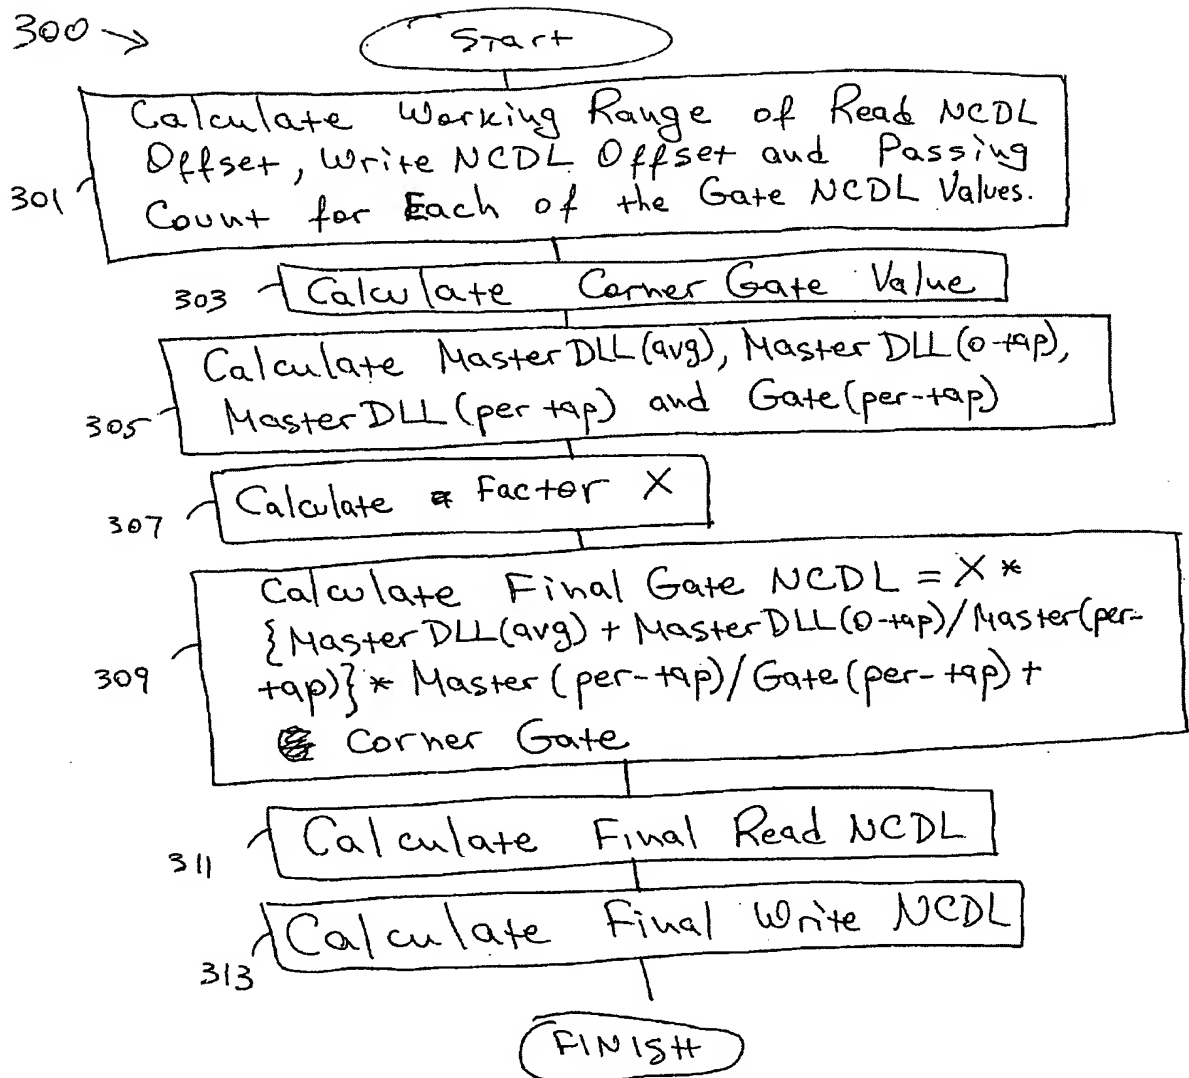 300
Start
Calculate Working Range of Read NCDL
Offset, Write NCDL Offset and Passing
Count for Each of the Gate NCDL Values.
301
Calculate Corner Gate Value
303
Calculate MasterDLL(avg), MasterDLL(0-tap),
MasterDLL(per tap) and Gate(per-tap)
305
Calculate Factor X
307
Calculate Final Gate NCDL = X *
{MasterDLL(avg) + MasterDLL(0-tap)/Master(per-
tap)} * Master(per-tap)/Gate(per-tap) +
Corner Gate
309
Calculate Final Read NCDL
311
Calculate Final Write NCDL
313
FINISH